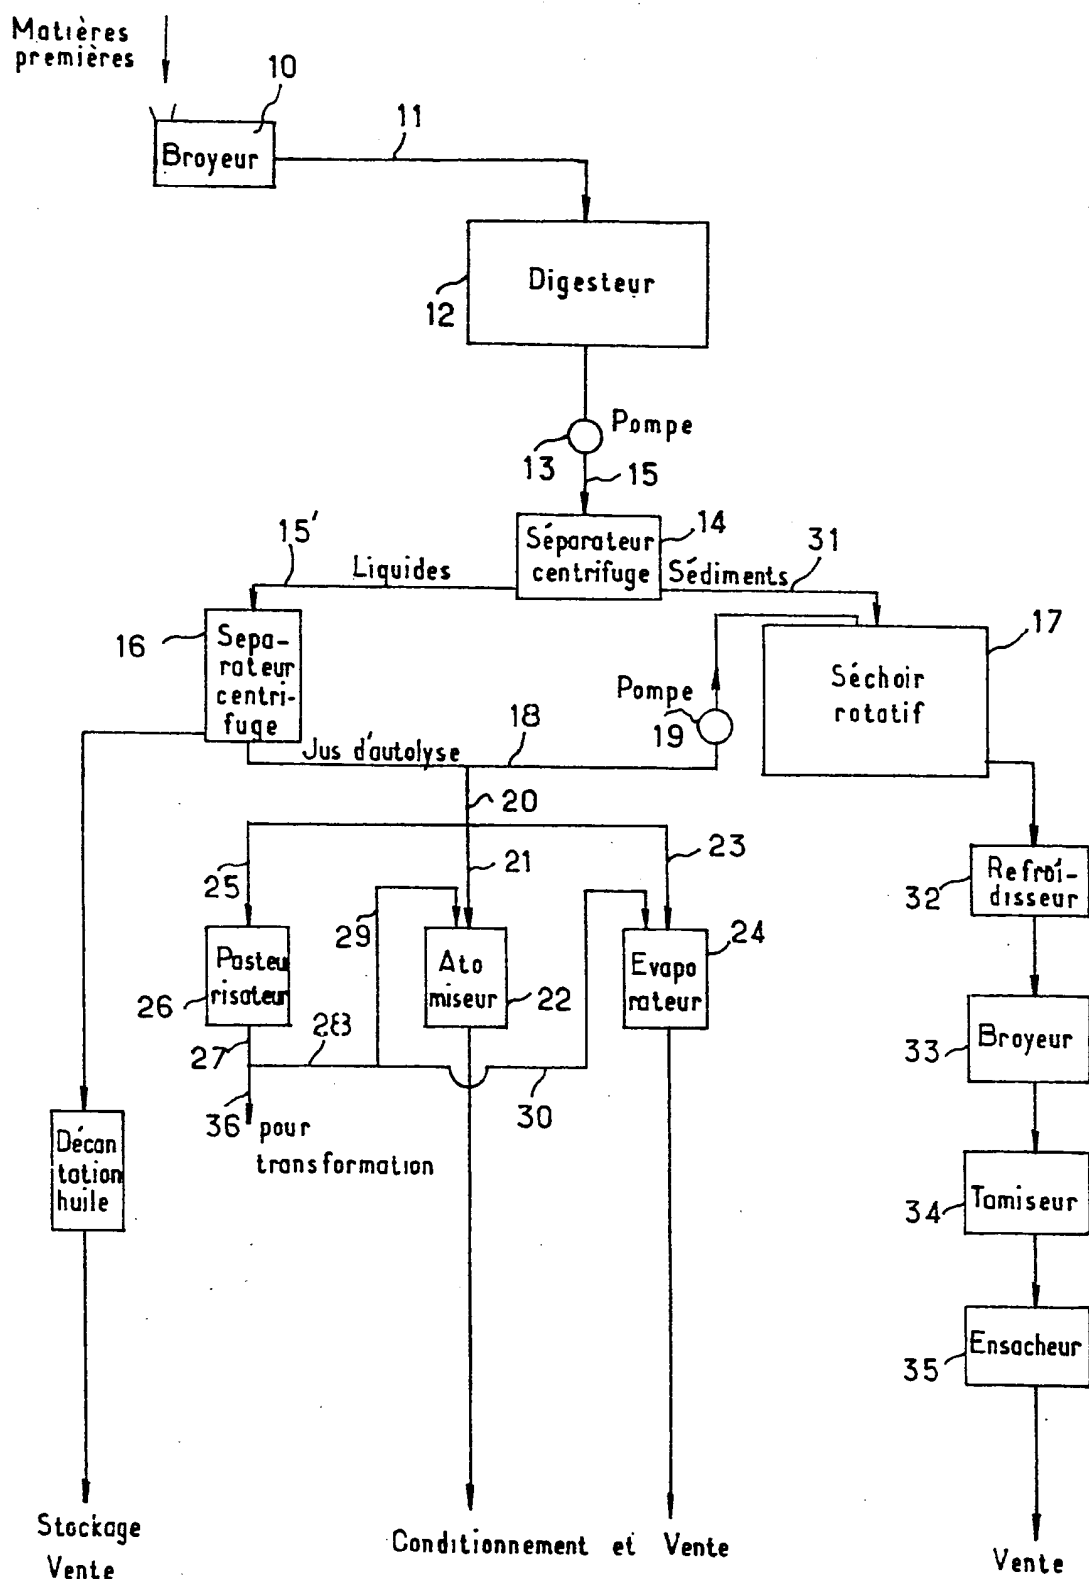 Matières
premières
10
11
Broyeur
12
Digesteur
Pompe
13
15
14
15'
Séparateur
centrifuge
Liquides
Sédiments
31
16
Sépa-
rateur
centri-
fuge
17
Séchoir
rotatif
Pompe
19
18
Jus d'autolyse
20
25
21
23
29
32
Refroî-
disseur
24
Pasteu
risateur
Ato
miseur
Evapo
rateur
26
22
27
28
33
Broyeur
36
pour
transformation
30
Décan
tation
huile
34
Tamiseur
35
Ensacheur
Stockage
Vente
Conditionnement et Vente
Vente